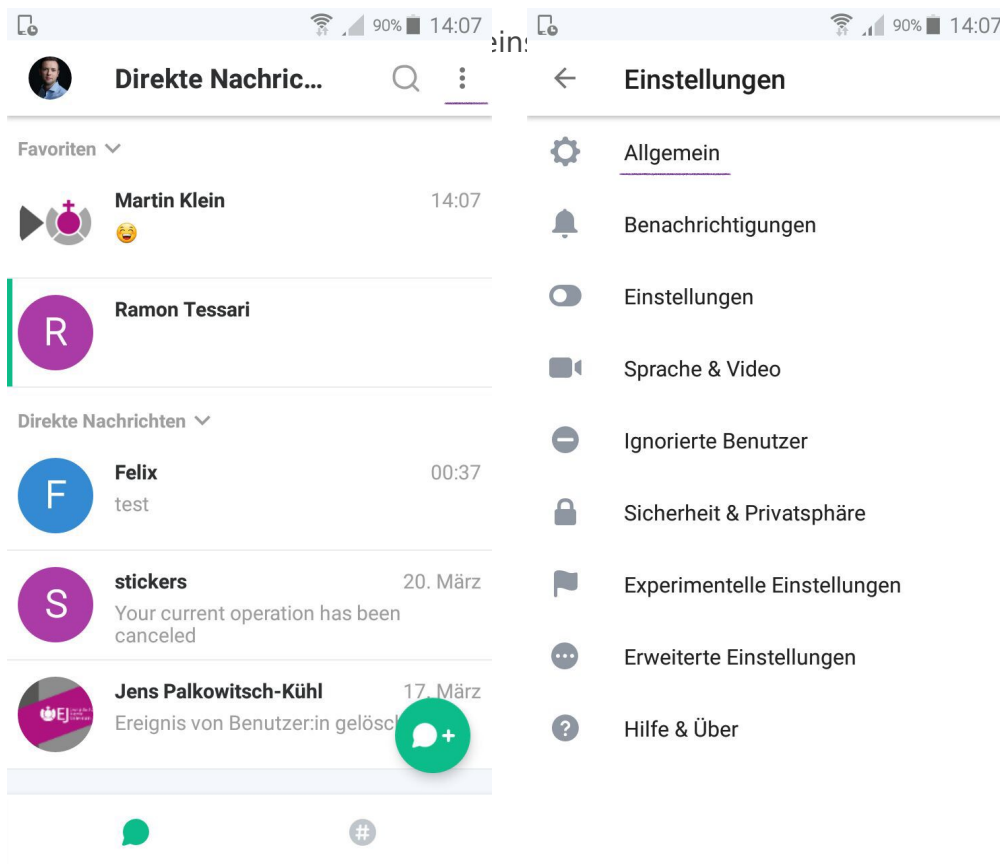 90% 14:07
Direkte Nachric...
Favoriten
Martin Klein 14:07
R
Ramon Tessari
Direkte Nachrichten
F
Felix 00:37
test
S
stickers 20. März
Your current operation has been
canceled
EJ
Jens Palkowitsch-Kühl 17. März
Ereignis von Benutzer:in gelösc
eins
90% 14:07
Einstellungen
Allgemein
Benachrichtigungen
Einstellungen
Sprache & Video
Ignorierte Benutzer
Sicherheit & Privatsphäre
Experimentelle Einstellungen
Erweiterte Einstellungen
Hilfe & Über